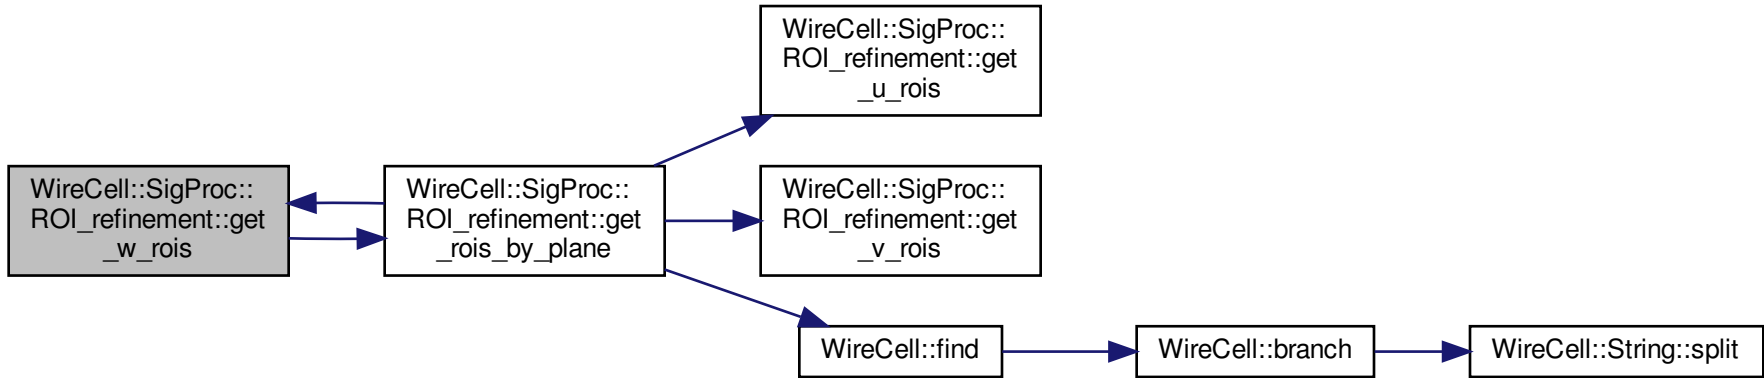 WireCell::SigProc::
ROI_refinement::get
_w_rois
WireCell::SigProc::
ROI_refinement::get
_rois_by_plane
WireCell::SigProc::
ROI_refinement::get
_u_rois
WireCell::SigProc::
ROI_refinement::get
_v_rois
WireCell::find
WireCell::branch
WireCell::String::split